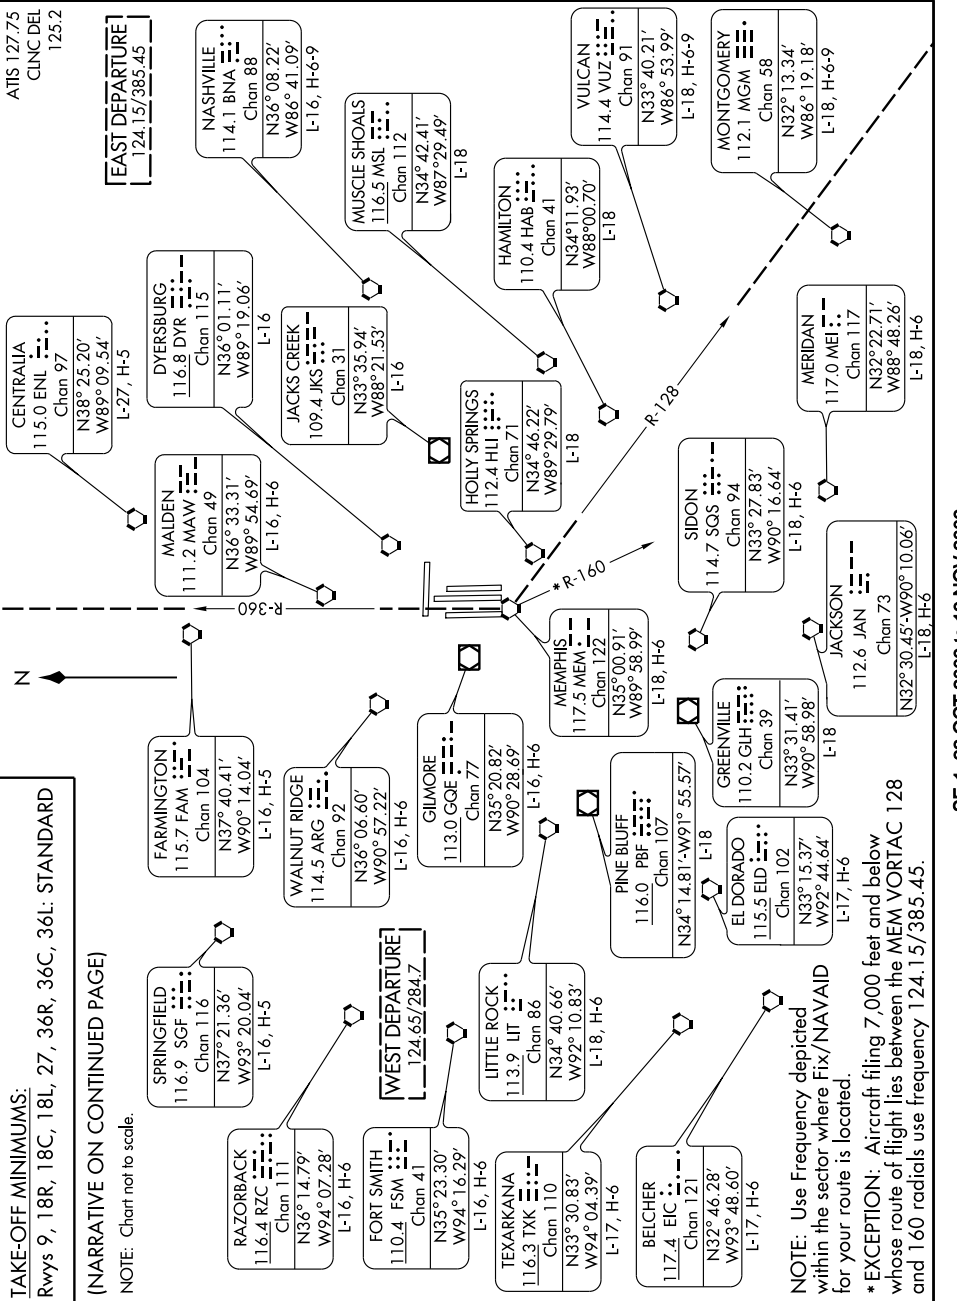 TAKE-OFF MINIMUMS:
Rwys 9, 18R, 18C, 18L, 27, 36R, 36C, 36L: STANDARD
(NARRATIVE ON CONTINUED PAGE)
NOTE: Chart not to scale.
ATIS 127.75
CLNC DEL
125.2
EAST DEPARTURE
124.15/385.45
WEST DEPARTURE
124.65/284.7
N
SPRINGFIELD
116.9 SGF
Chan 116
N37° 21.36'
W93° 20.04'
L-16, H-5
FARMINGTON
115.7 FAM
Chan 104
N37° 40.41'
W90° 14.04'
L-16, H-5
CENTRALIA
115.0 ENL
Chan 97
N38° 25.20'
W89° 09.54'
L-27, H-5
MALDEN
111.2 MAW
Chan 49
N36° 33.31'
W89° 54.69'
L-16, H-6
DYERSBURG
116.8 DYR
Chan 115
N36° 01.11'
W89° 19.06'
L-16
NASHVILLE
114.1 BNA
Chan 88
N36° 08.22'
W86° 41.09'
L-16, H-6-9
RAZORBACK
116.4 RZC
Chan 111
N36° 14.79'
W94° 07.28'
L-16, H-6
WALNUT RIDGE
114.5 ARG
Chan 92
N36° 06.60'
W90° 57.22'
L-16, H-6
JACKS CREEK
109.4 JKS
Chan 31
N33° 35.94'
W88° 21.53'
L-16
MUSCLE SHOALS
116.5 MSL
Chan 112
N34° 42.41'
W87° 29.49'
L-18
FORT SMITH
110.4 FSM
Chan 41
N35° 23.30'
W94° 16.29'
L-16, H-6
GILMORE
113.0 GQE
Chan 77
N35° 20.82'
W90° 28.69'
L-16, H-6
HOLLY SPRINGS
112.4 HLI
Chan 71
N34° 46.22'
W89° 29.79'
L-18
HAMILTON
110.4 HAB
Chan 41
N34° 11.93'
W88° 00.70'
L-18
R-360
R-128
*R-160
VULCAN
114.4 VUZ
Chan 91
N33° 40.21'
W86° 53.99'
L-18, H-6-9
LITTLE ROCK
113.9 LIT
Chan 86
N34° 40.66'
W92° 10.83'
L-18, H-6
MEMPHIS
117.5 MEM
Chan 122
N35° 00.91'
W89° 58.99'
L-18, H-6
TEXARKANA
116.3 TXK
Chan 110
N33° 30.83'
W94° 04.39'
L-17, H-6
PINE BLUFF
116.0 PBF
Chan 107
N34° 14.81'-W91° 55.57'
L-18
SIDON
114.7 SQS
Chan 94
N33° 27.83'
W90° 16.64'
L-18, H-6
MONTGOMERY
112.1 MGM
Chan 58
N32° 13.34'
W86° 19.18'
L-18, H-6-9
BELCHER
117.4 EIC
Chan 121
N32° 46.28'
W93° 48.60'
L-17, H-6
EL DORADO
115.5 ELD
Chan 102
N33° 15.37'
W92° 44.64'
L-17, H-6
GREENVILLE
110.2 GLH
Chan 39
N33° 31.41'
W90° 58.98'
L-18
JACKSON
112.6 JAN
Chan 73
N32° 30.45'-W90° 10.06'
L-18, H-6
MERIDAN
117.0 MEI
Chan 117
N32° 22.71'
W88° 48.26'
L-18, H-6
NOTE: Use Frequency depicted
within the sector where Fix/NAVAID
for your route is located.
*EXCEPTION: Aircraft filing 7,000 feet and below
whose route of flight lies between the MEM VORTAC 128
and 160 radials use frequency 124.15/385.45.